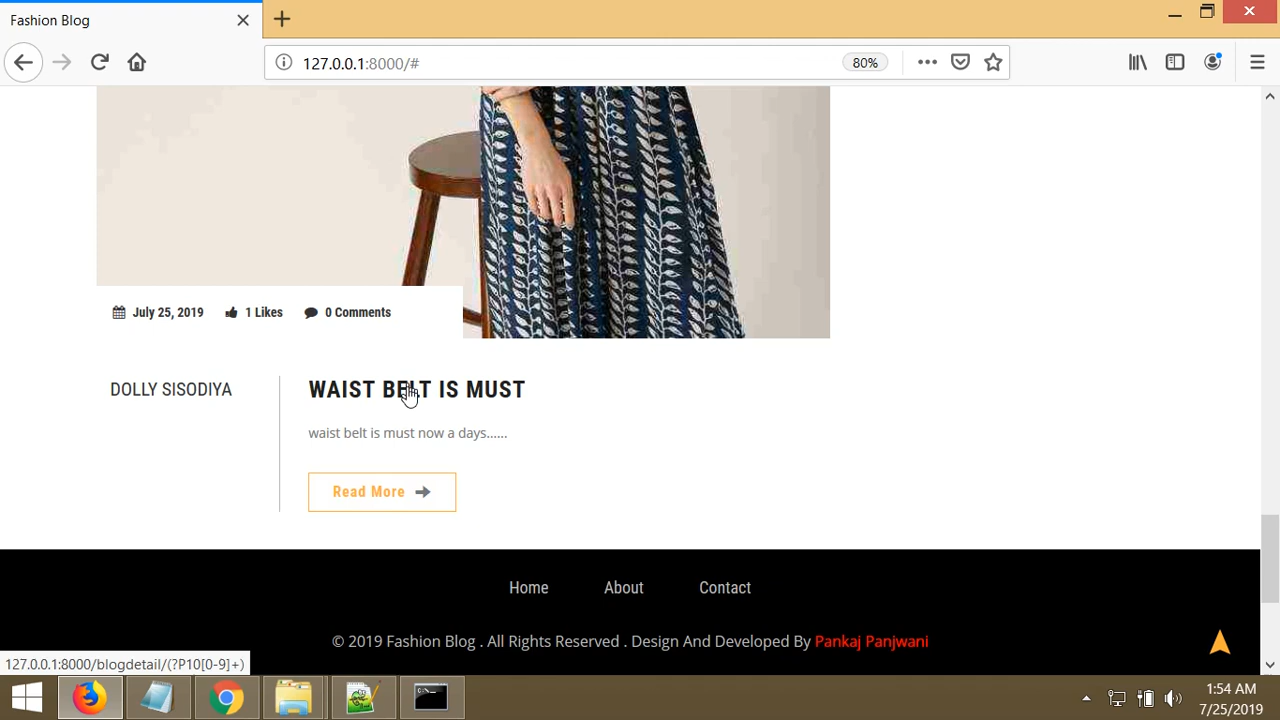 Fashion Blog
127.0.0.1:8000/#
80%
July 25, 2019 1 Likes 0 Comments
DOLLY SISODIYA
WAIST BELT IS MUST
waist belt is must now a days......
Read More
Home About Contact
© 2019 Fashion Blog . All Rights Reserved . Design And Developed By Pankaj Panjwani
127.0.0.1:8000/blogdetail/(?P10[0-9]+)
1:54 AM
7/25/2019